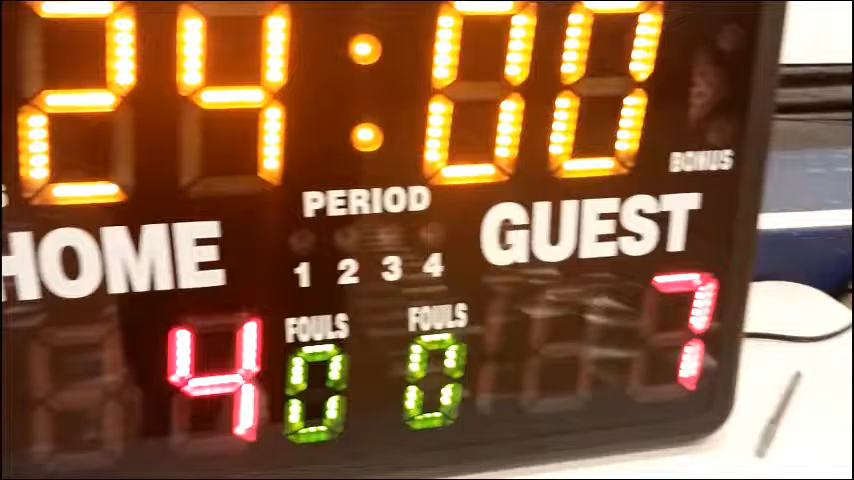 24:00
BONUS
PERIOD
HOME
GUEST
1 2 3 4
FOULS FOULS
4 0 0 7